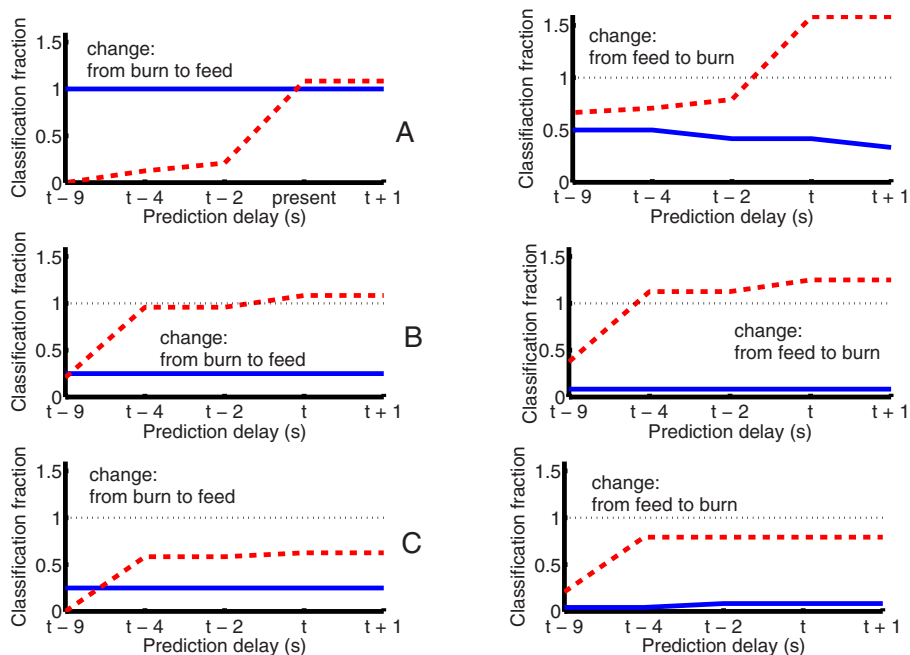 Classification fraction
1.5
1
0.5
0
change:
from burn to feed
A
t − 9
t − 4
t − 2
present
t + 1
Prediction delay (s)
Classifiaction fraction
1.5
1
0.5
0
change:
from feed to burn
t − 9
t − 4
t − 2
t
t + 1
Prediction delay (s)
Classification fraction
1.5
1
0.5
0
change:
from burn to feed
B
t − 9
t − 4
t − 2
t
t + 1
Prediction delay (s)
Classification fraction
1.5
1
0.5
0
change:
from feed to burn
t − 9
t − 4
t − 2
t
t + 1
Prediction delay (s)
Classification fraction
1.5
1
0.5
0
change:
from burn to feed
C
t − 9
t − 4
t − 2
t
t + 1
Prediction delay (s)
Classification fraction
1.5
1
0.5
0
change:
from feed to burn
t − 9
t − 4
t − 2
t
t + 1
Prediction delay (s)